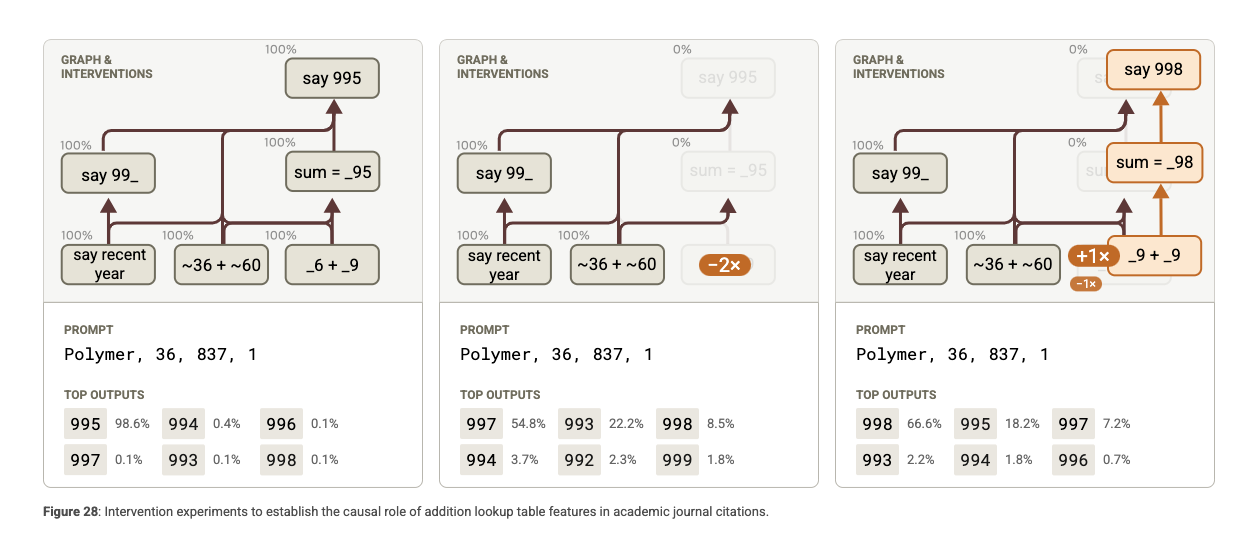 GRAPH &
INTERVENTIONS
100%
say 995
100%
say 99_
100%
sum = _95
100%
say recent
year
100%
~36 + ~60
100%
_6 + _9
PROMPT
Polymer, 36, 837, 1
TOP OUTPUTS
995 98.6% 994 0.4% 996 0.1%
997 0.1% 993 0.1% 998 0.1%
GRAPH &
INTERVENTIONS
0%
say 995
100%
say 99_
0%
sum = _95
100%
say recent
year
100%
~36 + ~60
−2×
PROMPT
Polymer, 36, 837, 1
TOP OUTPUTS
997 54.8% 993 22.2% 998 8.5%
994 3.7% 992 2.3% 999 1.8%
GRAPH &
INTERVENTIONS
0%
say 998
100%
say 99_
0%
sum = _98
100%
say recent
year
100%
~36 + ~60
+1×
−1×
_9 + _9
PROMPT
Polymer, 36, 837, 1
TOP OUTPUTS
998 66.6% 995 18.2% 997 7.2%
993 2.2% 994 1.8% 996 0.7%
Figure 28: Intervention experiments to establish the causal role of addition lookup table features in academic journal citations.